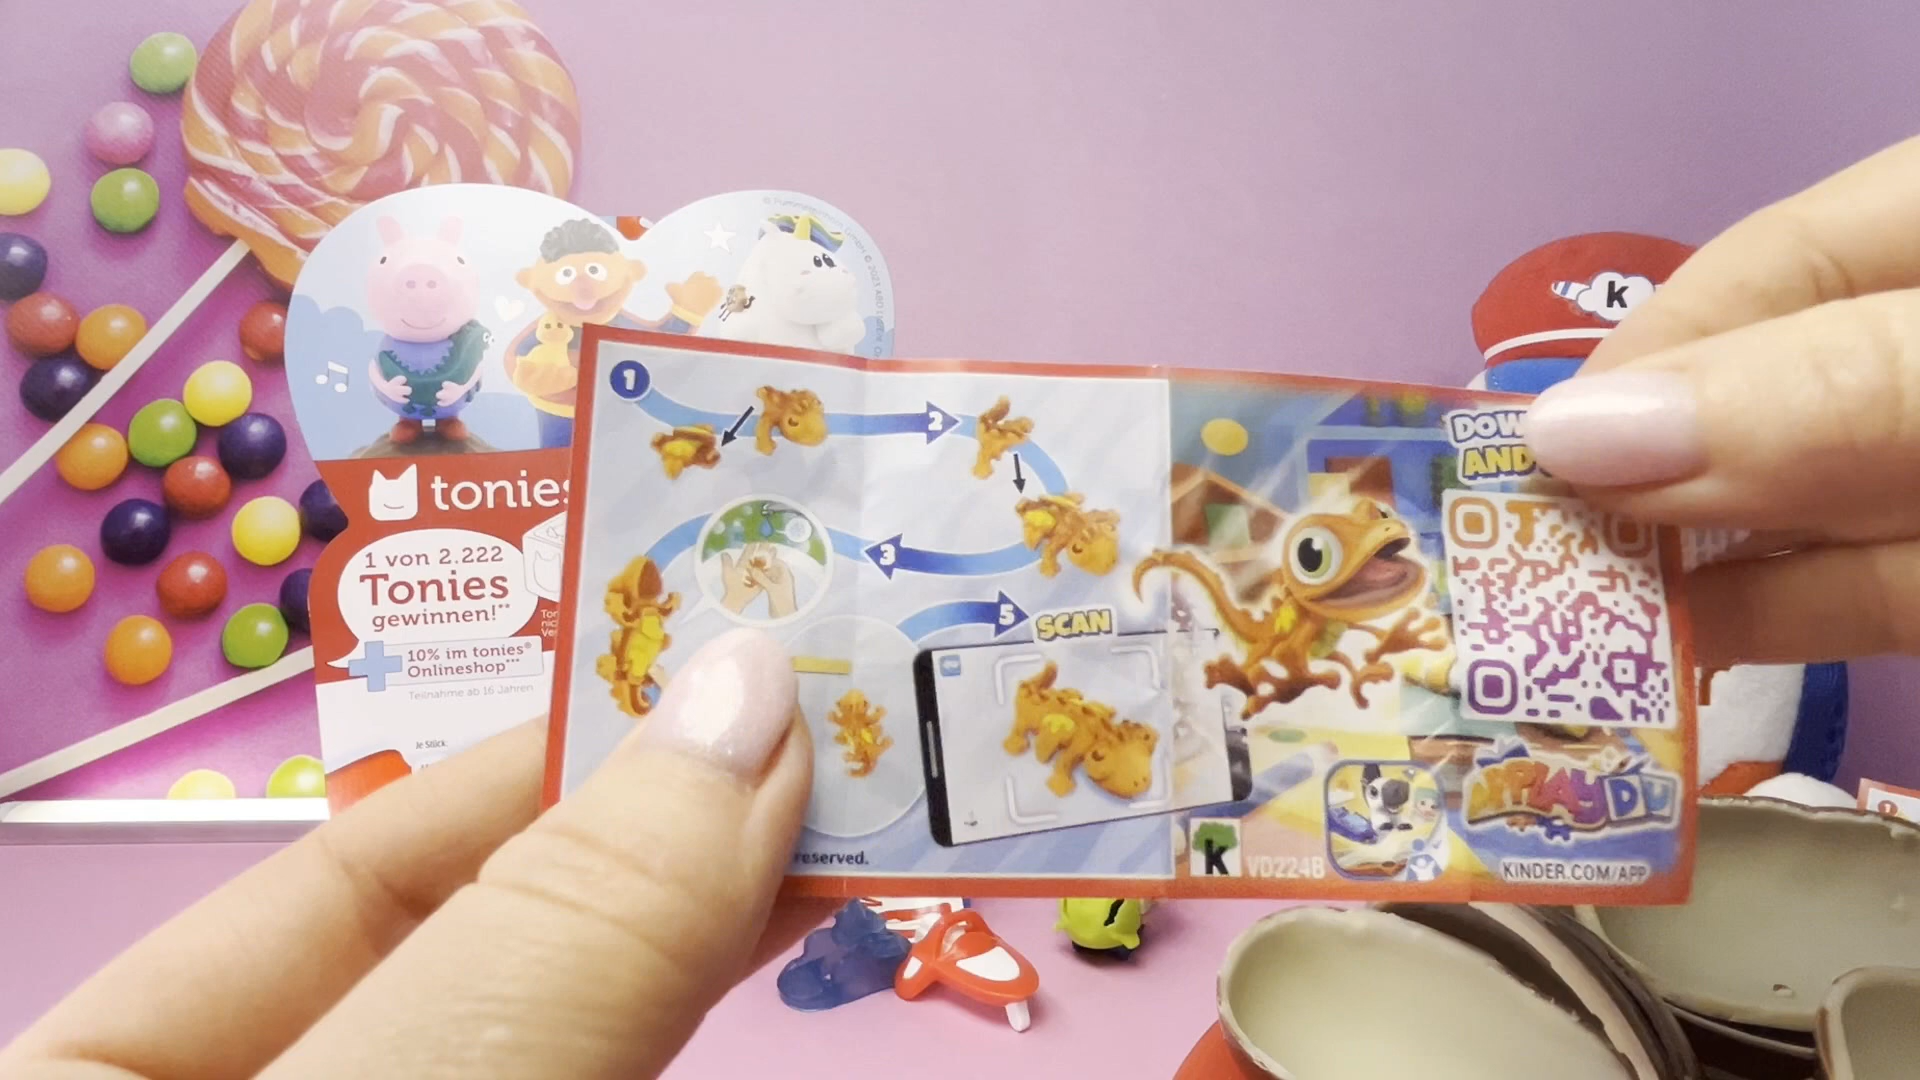 k
tonies
1 von 2.222
Tonies
gewinnen!**
10% im tonies®
Onlineshop***
Teilnahme ab 16 Jahren
Je Stück:
1
2
3
5
SCAN
reserved.
AND
APPLAYDU
k
VD224B
KINDER.COM/APP